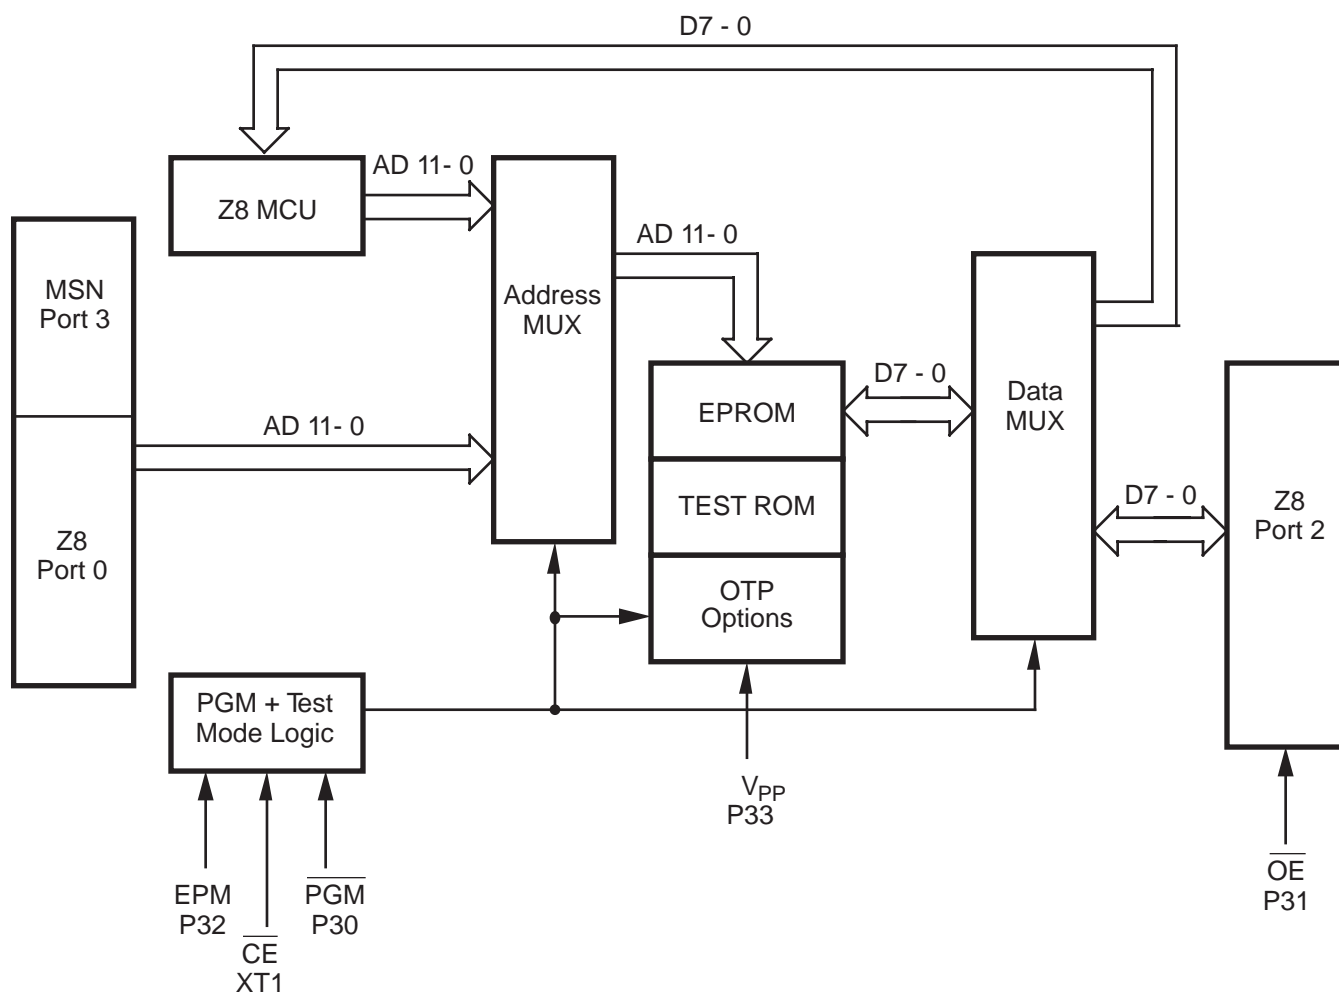 D7 - 0
AD 11- 0
Z8 MCU
AD 11- 0
MSN
Port 3
Address
MUX
D7 - 0
Data
MUX
EPROM
AD 11- 0
D7 - 0
TEST ROM
Z8
Port 2
Z8
Port 0
OTP
Options
PGM + Test
Mode Logic
VPP
P33
EPM
P32
CE
XT1
PGM
P30
OE
P31